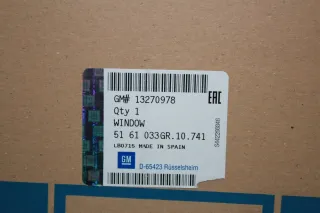 GM# 13270978
Qty 1
WINDOW
51 61 033GR.10.741
LB0715 MADE IN SPAIN
GM
D-65423 Rüsselsheim
EAC